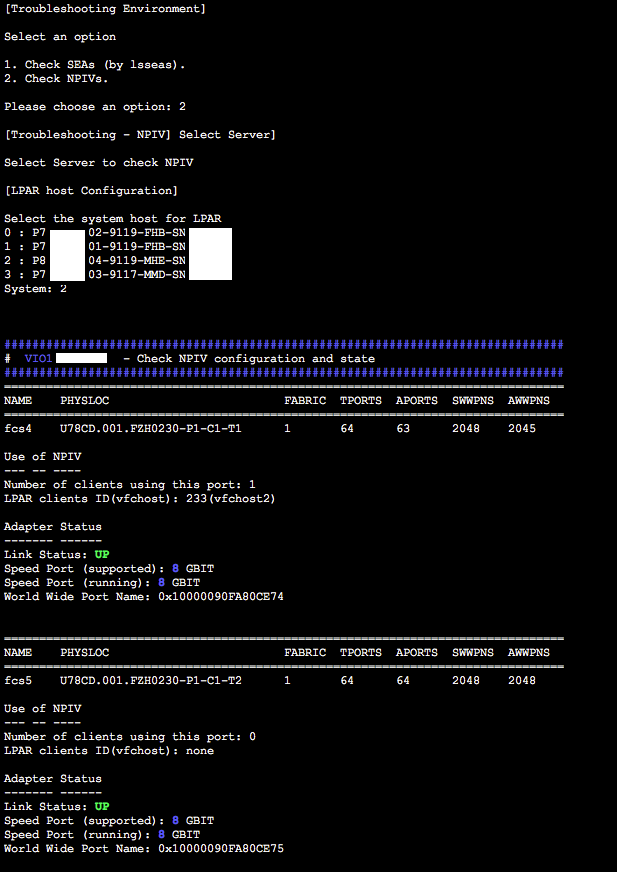 [Troubleshooting Environment]
Select an option
1. Check SEAs (by lsseas).
2. Check NPIVs.
Please choose an option: 2
[Troubleshooting - NPIV] Select Server]
Select Server to check NPIV
[LPAR host Configuration]
Select the system host for LPAR
0 : P7 02-9119-FHB-SN
1 : P7 01-9119-FHB-SN
2 : P8 04-9119-MHE-SN
3 : P7 03-9117-MMD-SN
System: 2
################################################################################
# VIO1 - Check NPIV configuration and state
################################################################################
================================================================================
NAME PHYSLOC FABRIC TPORTS APORTS SWWPNS AWWPNS
================================================================================
fcs4 U78CD.001.FZH0230-P1-C1-T1 1 64 63 2048 2045
Use of NPIV
--- -- ----
Number of clients using this port: 1
LPAR clients ID(vfchost): 233(vfchost2)
Adapter Status
------- ------
Link Status: UP
Speed Port (supported): 8 GBIT
Speed Port (running): 8 GBIT
World Wide Port Name: 0x10000090FA80CE74
================================================================================
NAME PHYSLOC FABRIC TPORTS APORTS SWWPNS AWWPNS
================================================================================
fcs5 U78CD.001.FZH0230-P1-C1-T2 1 64 64 2048 2048
Use of NPIV
--- -- ----
Number of clients using this port: 0
LPAR clients ID(vfchost): none
Adapter Status
------- ------
Link Status: UP
Speed Port (supported): 8 GBIT
Speed Port (running): 8 GBIT
World Wide Port Name: 0x10000090FA80CE75